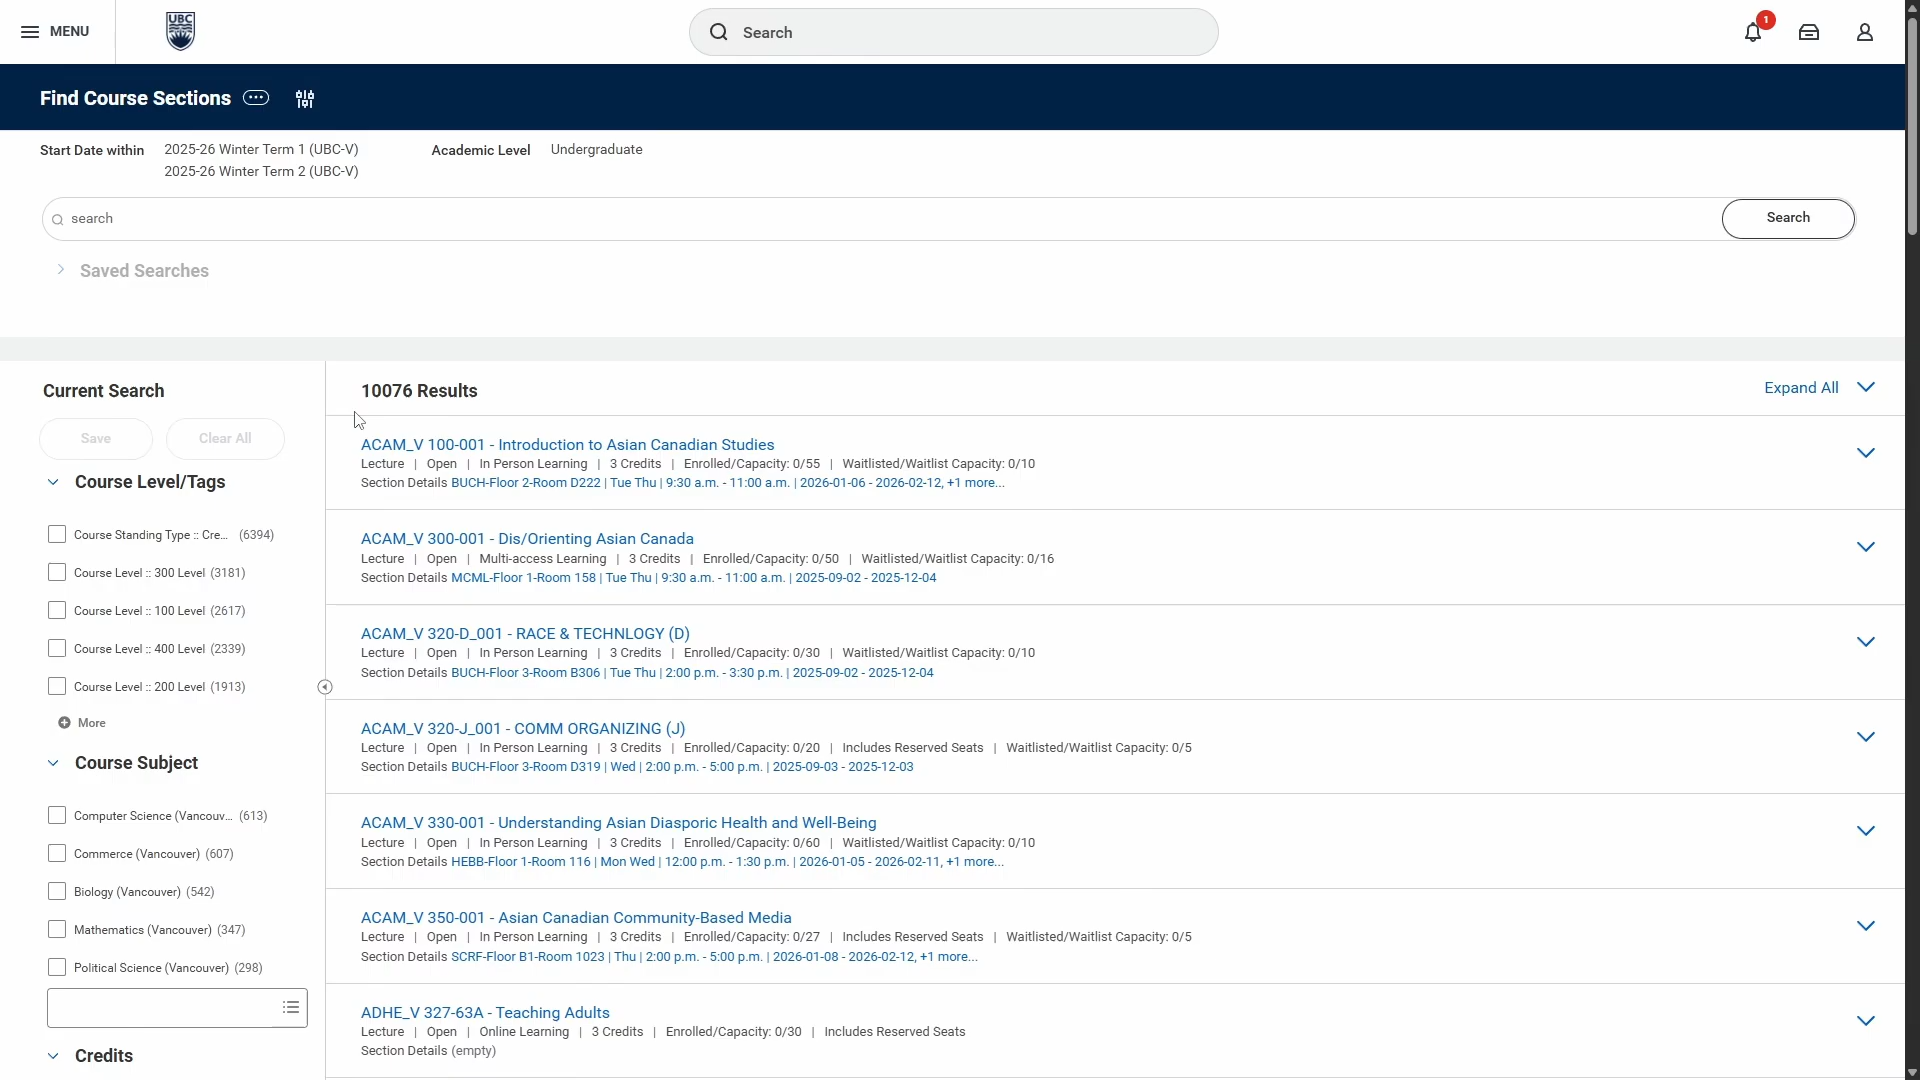 MENU
UBC
Search
1
Find Course Sections
Start Date within
2025-26 Winter Term 1 (UBC-V)
2025-26 Winter Term 2 (UBC-V)
Academic Level
Undergraduate
search
Search
Saved Searches
Current Search
Save
Clear All
Course Level/Tags
Course Standing Type :: Cre... (6394)
Course Level :: 300 Level (3181)
Course Level :: 100 Level (2617)
Course Level :: 400 Level (2339)
Course Level :: 200 Level (1913)
More
Course Subject
Computer Science (Vancouv... (613)
Commerce (Vancouver) (607)
Biology (Vancouver) (542)
Mathematics (Vancouver) (347)
Political Science (Vancouver) (298)
Credits
10076 Results
Expand All
ACAM_V 100-001 - Introduction to Asian Canadian Studies
Lecture | Open | In Person Learning | 3 Credits | Enrolled/Capacity: 0/55 | Waitlisted/Waitlist Capacity: 0/10
Section Details BUCH-Floor 2-Room D222 | Tue Thu | 9:30 a.m. - 11:00 a.m. | 2026-01-06 - 2026-02-12, +1 more...
ACAM_V 300-001 - Dis/Orienting Asian Canada
Lecture | Open | Multi-access Learning | 3 Credits | Enrolled/Capacity: 0/50 | Waitlisted/Waitlist Capacity: 0/16
Section Details MCML-Floor 1-Room 158 | Tue Thu | 9:30 a.m. - 11:00 a.m. | 2025-09-02 - 2025-12-04
ACAM_V 320-D_001 - RACE & TECHNLOGY (D)
Lecture | Open | In Person Learning | 3 Credits | Enrolled/Capacity: 0/30 | Waitlisted/Waitlist Capacity: 0/10
Section Details BUCH-Floor 3-Room B306 | Tue Thu | 2:00 p.m. - 3:30 p.m. | 2025-09-02 - 2025-12-04
ACAM_V 320-J_001 - COMM ORGANIZING (J)
Lecture | Open | In Person Learning | 3 Credits | Enrolled/Capacity: 0/20 | Includes Reserved Seats | Waitlisted/Waitlist Capacity: 0/5
Section Details BUCH-Floor 3-Room D319 | Wed | 2:00 p.m. - 5:00 p.m. | 2025-09-03 - 2025-12-03
ACAM_V 330-001 - Understanding Asian Diasporic Health and Well-Being
Lecture | Open | In Person Learning | 3 Credits | Enrolled/Capacity: 0/60 | Waitlisted/Waitlist Capacity: 0/10
Section Details HEBB-Floor 1-Room 116 | Mon Wed | 12:00 p.m. - 1:30 p.m. | 2026-01-05 - 2026-02-11, +1 more...
ACAM_V 350-001 - Asian Canadian Community-Based Media
Lecture | Open | In Person Learning | 3 Credits | Enrolled/Capacity: 0/27 | Includes Reserved Seats | Waitlisted/Waitlist Capacity: 0/5
Section Details SCRF-Floor B1-Room 1023 | Thu | 2:00 p.m. - 5:00 p.m. | 2026-01-08 - 2026-02-12, +1 more...
ADHE_V 327-63A - Teaching Adults
Lecture | Open | Online Learning | 3 Credits | Enrolled/Capacity: 0/30 | Includes Reserved Seats
Section Details (empty)